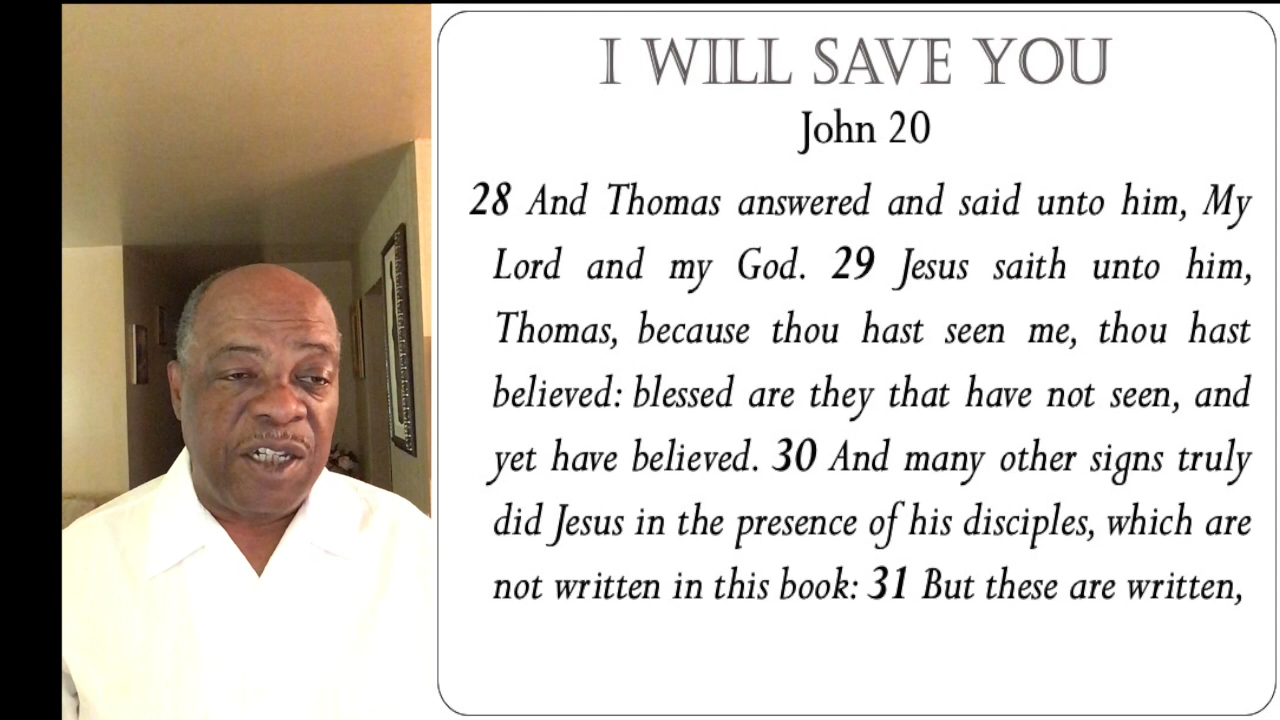 I WILL SAVE YOU
John 20
28 And Thomas answered and said unto him, My
Lord and my God. 29 Jesus saith unto him,
Thomas, because thou hast seen me, thou hast
believed: blessed are they that have not seen, and
yet have believed. 30 And many other signs truly
did Jesus in the presence of his disciples, which are
not written in this book: 31 But these are written,